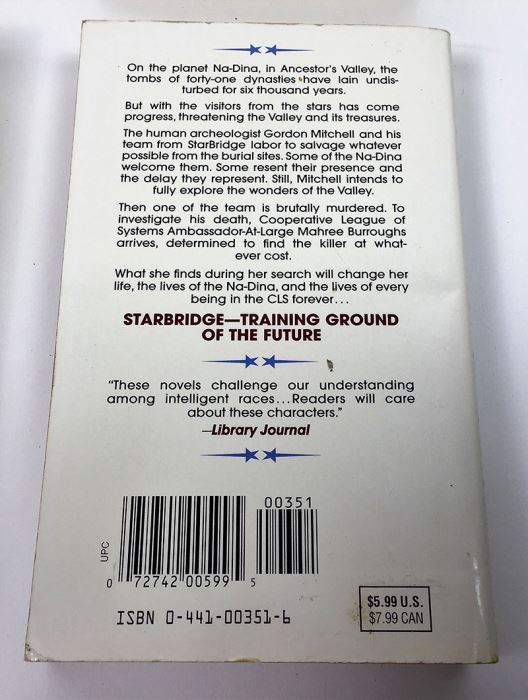 On the planet Na-Dina, in Ancestor's Valley, the
tombs of forty-one dynasties have lain undis-
turbed for six thousand years.
But with the visitors from the stars has come
progress, threatening the Valley and its treasures.
The human archeologist Gordon Mitchell and his
team from StarBridge labor to salvage whatever
possible from the burial sites. Some of the Na-Dina
welcome them. Some resent their presence and
the delay they represent. Still, Mitchell intends to
fully explore the wonders of the Valley.
Then one of the team is brutally murdered. To
investigate his death, Cooperative League of
Systems Ambassador-At-Large Mahree Burroughs
arrives, determined to find the killer at what-
ever cost.
What she finds during her search will change her
life, the lives of the Na-Dina, and the lives of every
being in the CLS forever...
STARBRIDGE—TRAINING GROUND
OF THE FUTURE
"These novels challenge our understanding
among intelligent races...Readers will care
about these characters."
—Library Journal
00351
UPC
0 72742 00599 5
ISBN 0-441-00351-6
$5.99 U.S.
$7.99 CAN